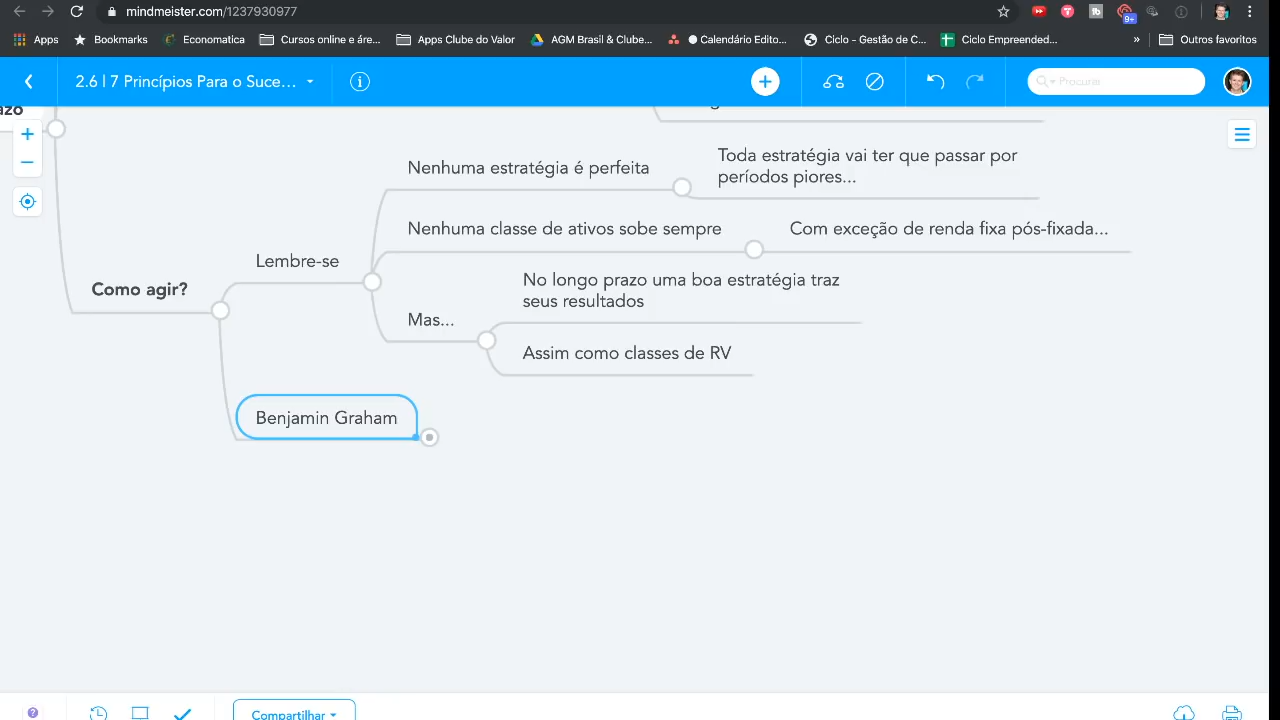 mindmeister.com/1237930977
9+
Apps
Bookmarks
Economatica
Cursos online e áre...
Apps Clube do Valor
AGM Brasil & Clube...
Calendário Edito...
Ciclo - Gestão de C...
Ciclo Empreended...
»
Outros favoritos
2.6 | 7 Princípios Para o Suce...
Procurar
azo
Nenhuma estratégia é perfeita
Toda estratégia vai ter que passar por
períodos piores...
Nenhuma classe de ativos sobe sempre
Com exceção de renda fixa pós-fixada...
Lembre-se
Como agir?
No longo prazo uma boa estratégia traz
seus resultados
Mas...
Assim como classes de RV
Benjamin Graham
Compartilhar